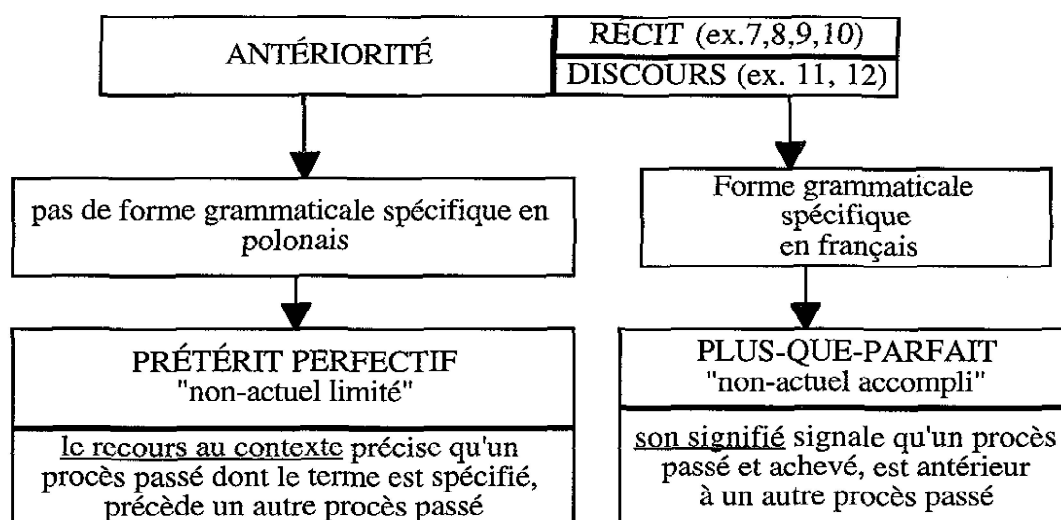 ANTÉRIORITÉ
RÉCIT (ex.7,8,9,10)
DISCOURS (ex. 11, 12)
pas de forme grammaticale spécifique en
polonais
Forme grammaticale
spécifique
en français
PRÉTÉRIT PERFECTIF
"non-actuel limité"
le recours au contexte précise qu'un
procès passé dont le terme est spécifié,
précède un autre procès passé
PLUS-QUE-PARFAIT
"non-actuel accompli"
son signifié signale qu'un procès
passé et achevé, est antérieur
à un autre procès passé